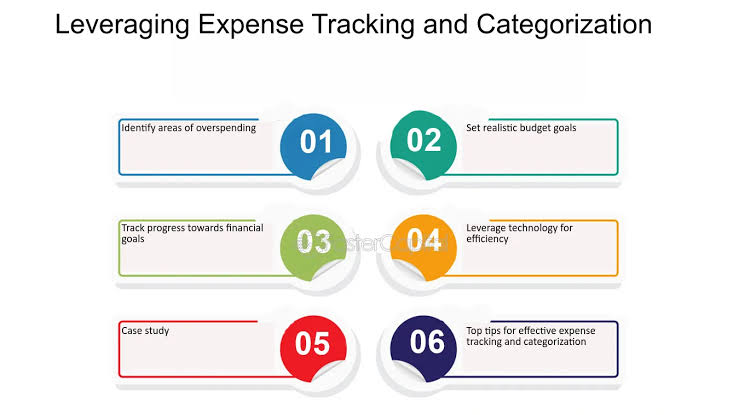 Leveraging Expense Tracking and Categorization
Identify areas of overspending
01
02
Set realistic budget goals
Track progress towards financial
goals
03
04
Leverage technology for
efficiency
Case study
05
06
Top tips for effective expense
tracking and categorization